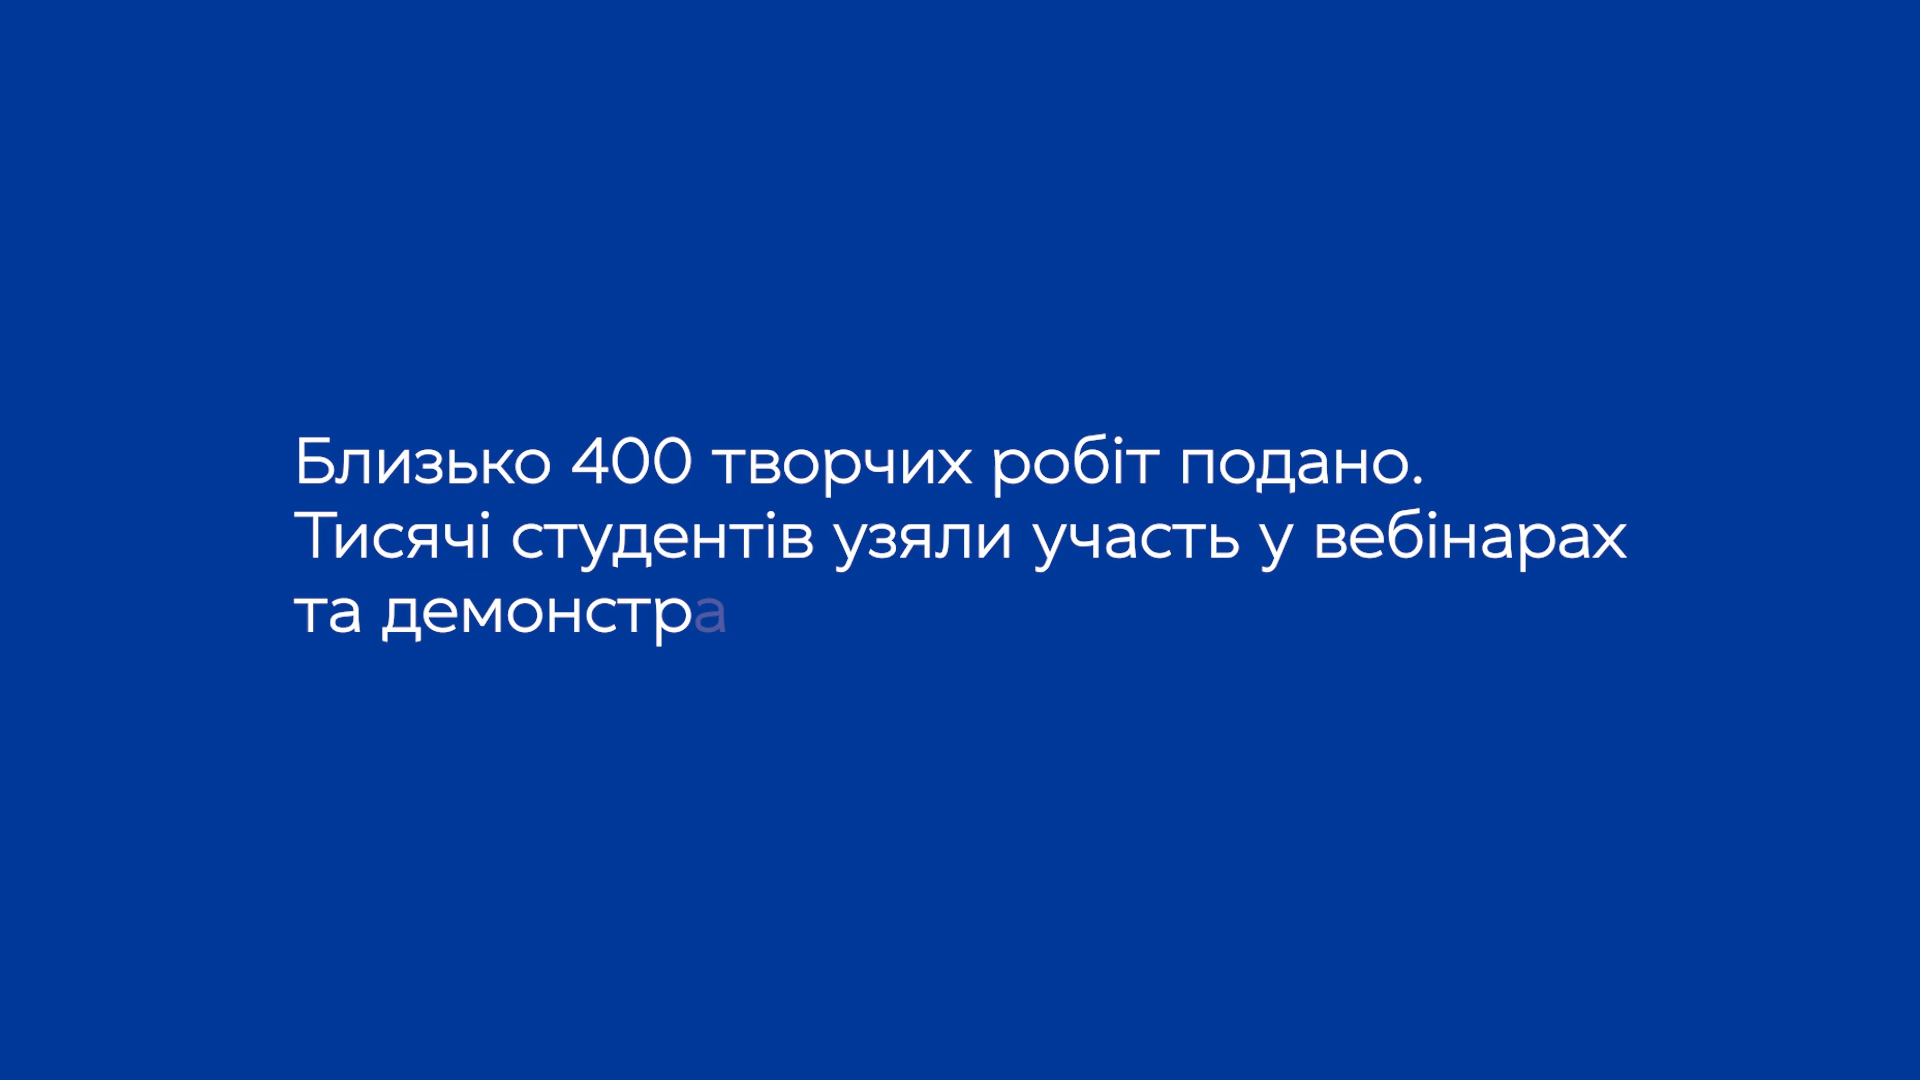 Близько 400 творчих робіт подано.
Тисячі студентів узяли участь у вебінарах
та демонстра